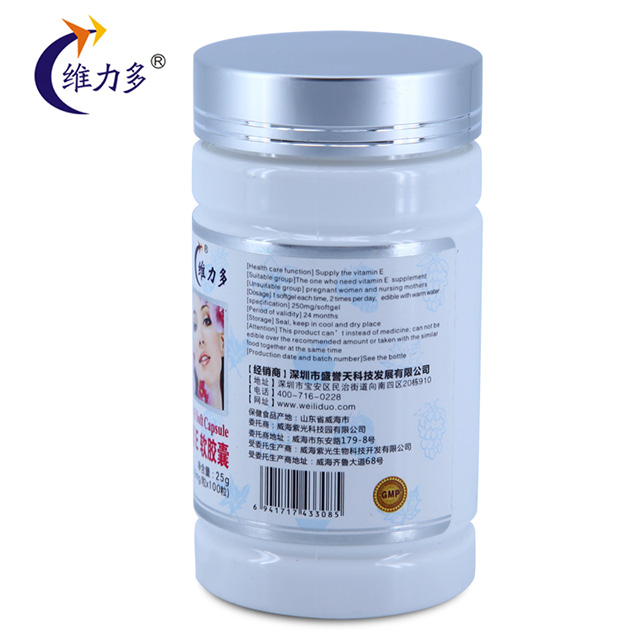 维力多®
维力多®
[Health care function] Supply the vitamin E
[Suitable group]The one who need vitamin E supplement
[Unsuitable group] pregnant women and nursing mothers
[Dosage] 1 softgel each time, 2 times per day, edible with warm water
[specification] 250mg/softgel
[Period of validity] 24 months
[Storage] Seal, keep in cool and dry place
[Attention] This product can't instead of medicine; can not be
edible over the recommended amount or taken with the similar
food together at the same time
[Production date and batch number]See the bottle
【经销商】深圳市盛誉天科技发展有限公司
【地址】深圳市宝安区民治街道向南四区20栋910
【电话】400-716-0228
【网址】www.weiliduo.com
保健食品产地：山东省威海市
委托商：威海紫光科技园有限公司
委托商地址：威海市东安路179-8号
受委托生产商：威海紫光生物科技开发有限公司
受委托生产商地址：威海齐鲁大道68号
Soft Capsule
E 软胶囊
净含量：25g
粒×100粒)
6 941717 433085
GMP